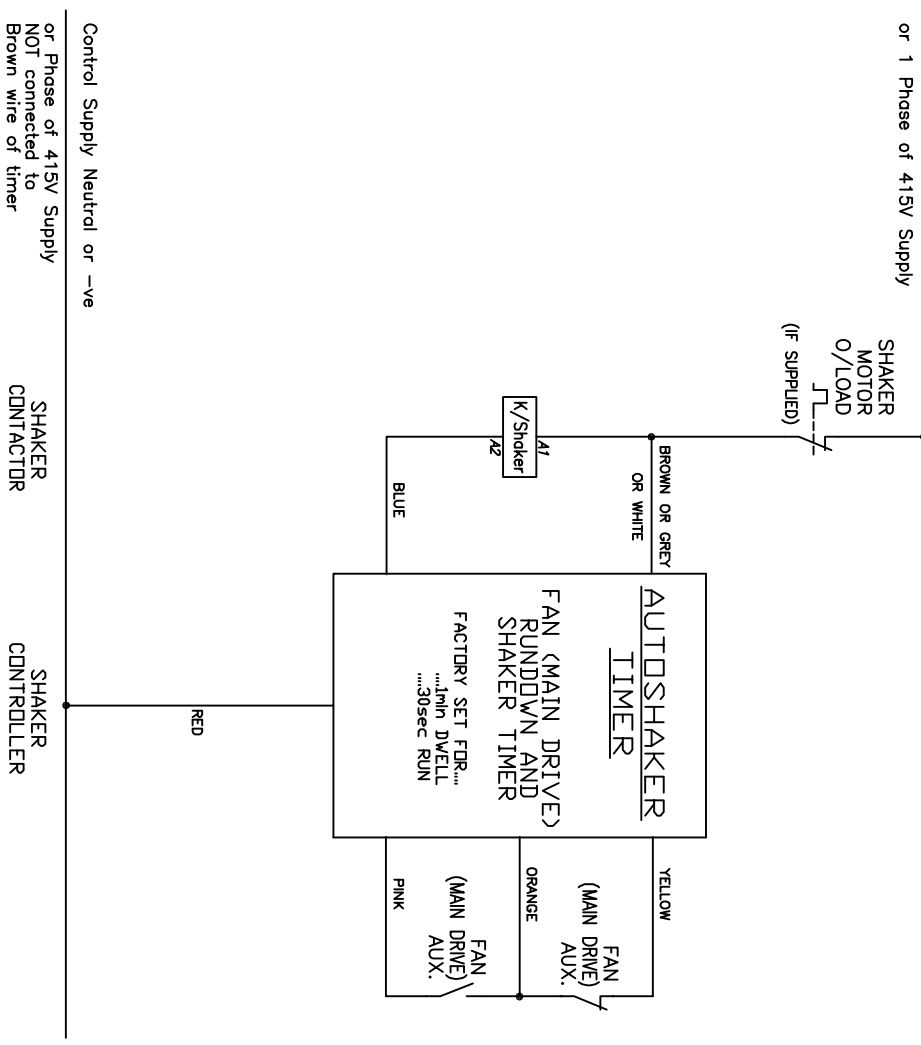 or 1 Phase of 415V Supply
SHAKER
MOTOR
O/LOAD
(IF SUPPLIED)
BROWN OR GREY
OR WHITE
K/Shaker
A1
A2
BLUE
AUTOSHAKER
TIMER
FAN (MAIN DRIVE)
RUNDOWN AND
SHAKER TIMER
FACTORY SET FOR....
....1min DWELL
....30sec RUN
YELLOW
FAN
(MAIN DRIVE)
AUX.
ORANGE
FAN
(MAIN DRIVE)
AUX.
PINK
RED
Control Supply Neutral or -ve
or Phase of 415V Supply
NOT connected to
Brown wire of timer
SHAKER
CONTACTOR
SHAKER
CONTROLLER